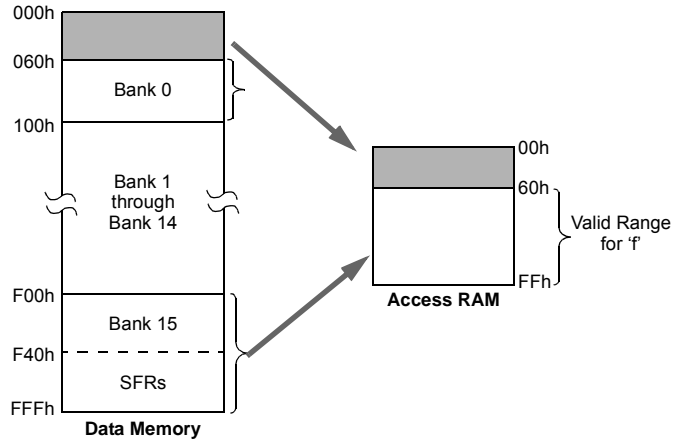 000h
060h
Bank 0
100h
Bank 1
through
Bank 14
F00h
Bank 15
F40h
SFRs
FFFh
Data Memory
00h
60h
Valid Range
for ‘f’
FFh
Access RAM